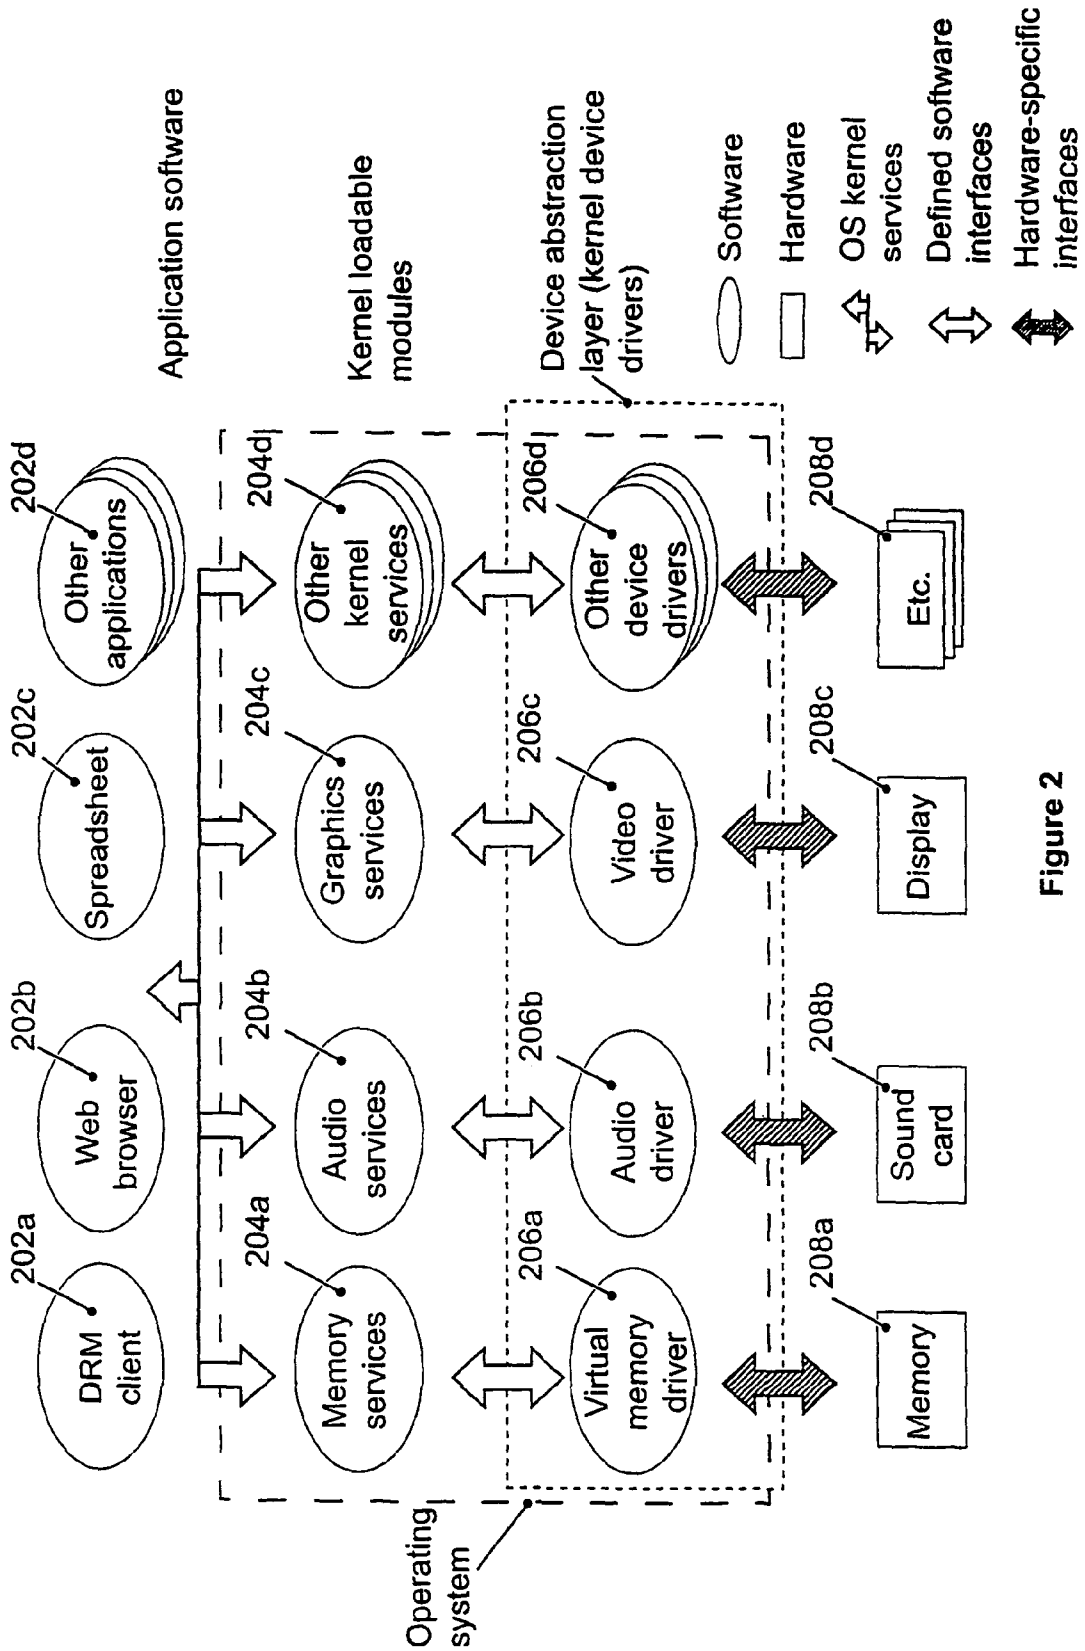 202a
202b
202c
202d
DRM
client
Web
browser
Spreadsheet
Other
applications
Application software
204a
204b
204c
204d
Memory
services
Audio
services
Graphics
services
Other
kernel
services
Kernel loadable
modules
Operating
system
206a
206b
206c
206d
Virtual
memory
driver
Audio
driver
Video
driver
Other
device
drivers
Device abstraction
layer (kernel device
drivers)
208a
208b
208c
208d
Memory
Sound
card
Display
Etc.
Software
Hardware
OS kernel
services
Defined software
interfaces
Hardware-specific
interfaces
Figure 2